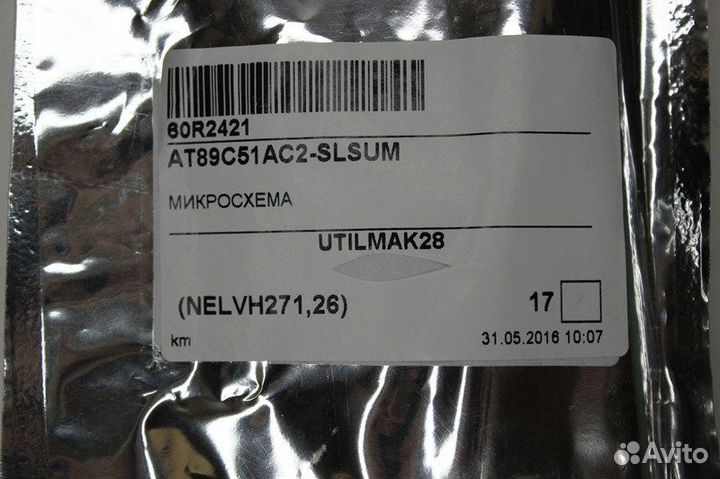 60R2421
AT89C51AC2-SLSUM
МИКРОСХЕМА
UTILMAK28
(NELVH271,26) 17
km 31.05.2016 10:07
Avito